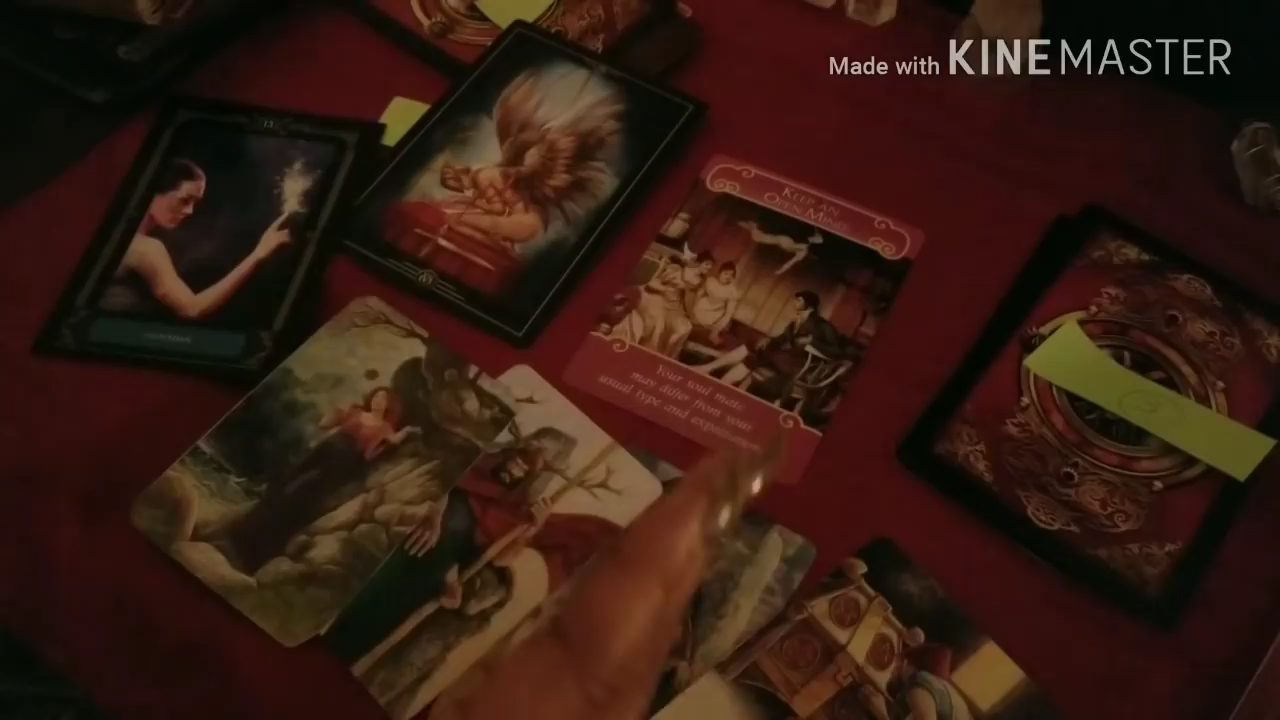 Made with KINEMASTER
KEEP AN
OPEN MIND
Your soul mate
may differ from your
usual type and expectations